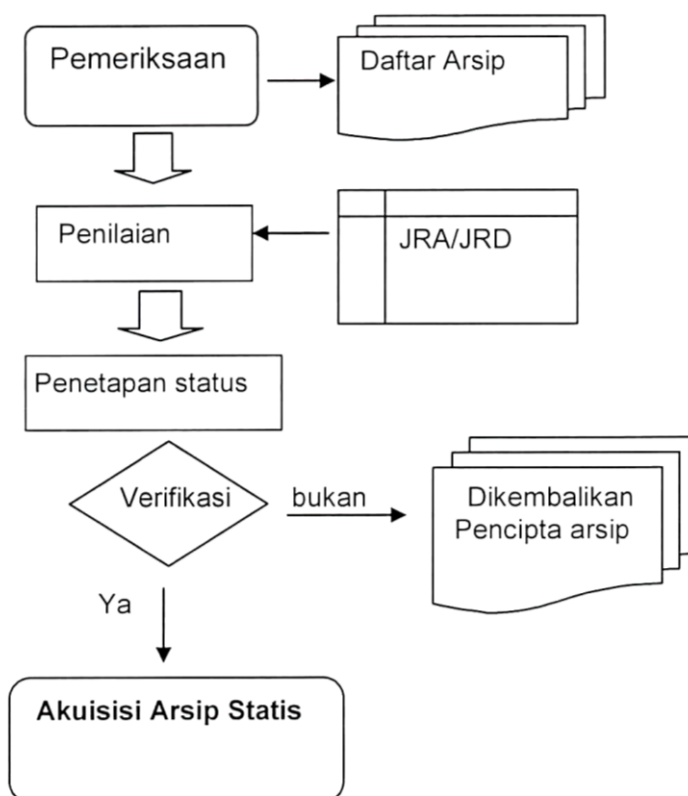 Pemeriksaan
Daftar Arsip
Penilaian
JRA/JRD
Penetapan status
Verifikasi
bukan
Dikembalikan
Pencipta arsip
Ya
Akuisisi Arsip Statis